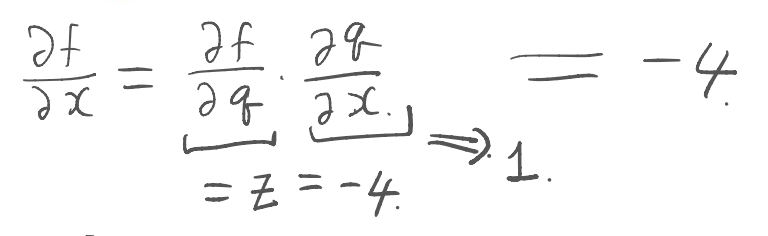 ∂f/∂x = ∂f/∂q · ∂q/∂x. = -4.
⇒ 1.
= z = -4.